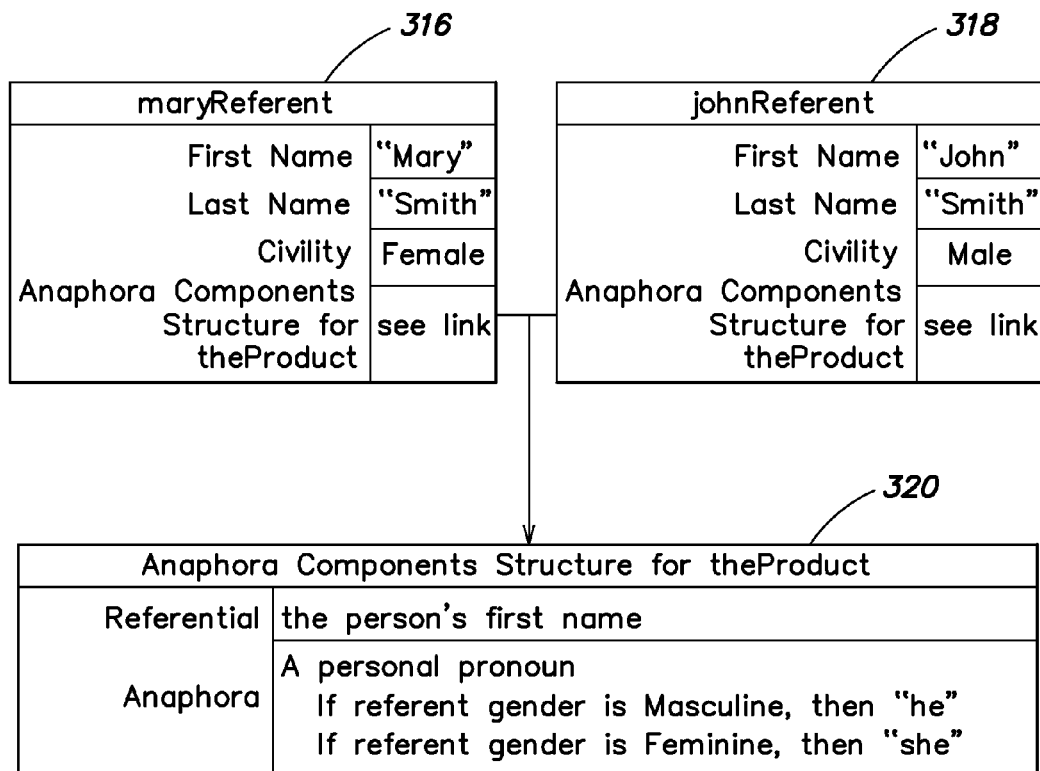 316
318
maryReferent
First Name "Mary"
Last Name "Smith"
Civility Female
Anaphora Components
Structure for see link
theProduct
johnReferent
First Name "John"
Last Name "Smith"
Civility Male
Anaphora Components
Structure for see link
theProduct
320
Anaphora Components Structure for theProduct
Referential the person's first name
Anaphora
A personal pronoun
If referent gender is Masculine, then "he"
If referent gender is Feminine, then "she"